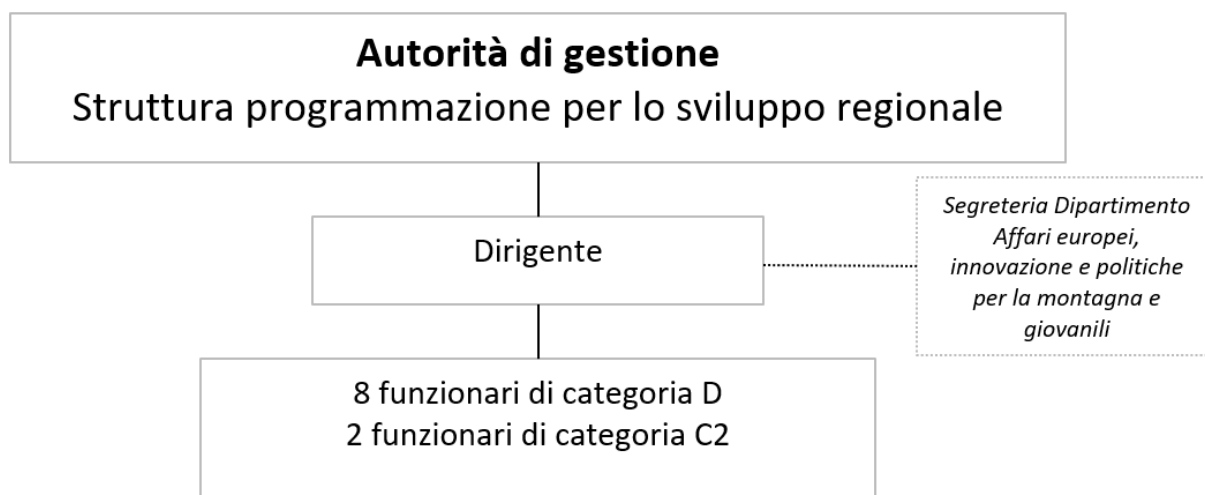 Autorità di gestione
Struttura programmazione per lo sviluppo regionale
Dirigente
Segreteria Dipartimento
Affari europei,
innovazione e politiche
per la montagna e
giovanili
8 funzionari di categoria D
2 funzionari di categoria C2